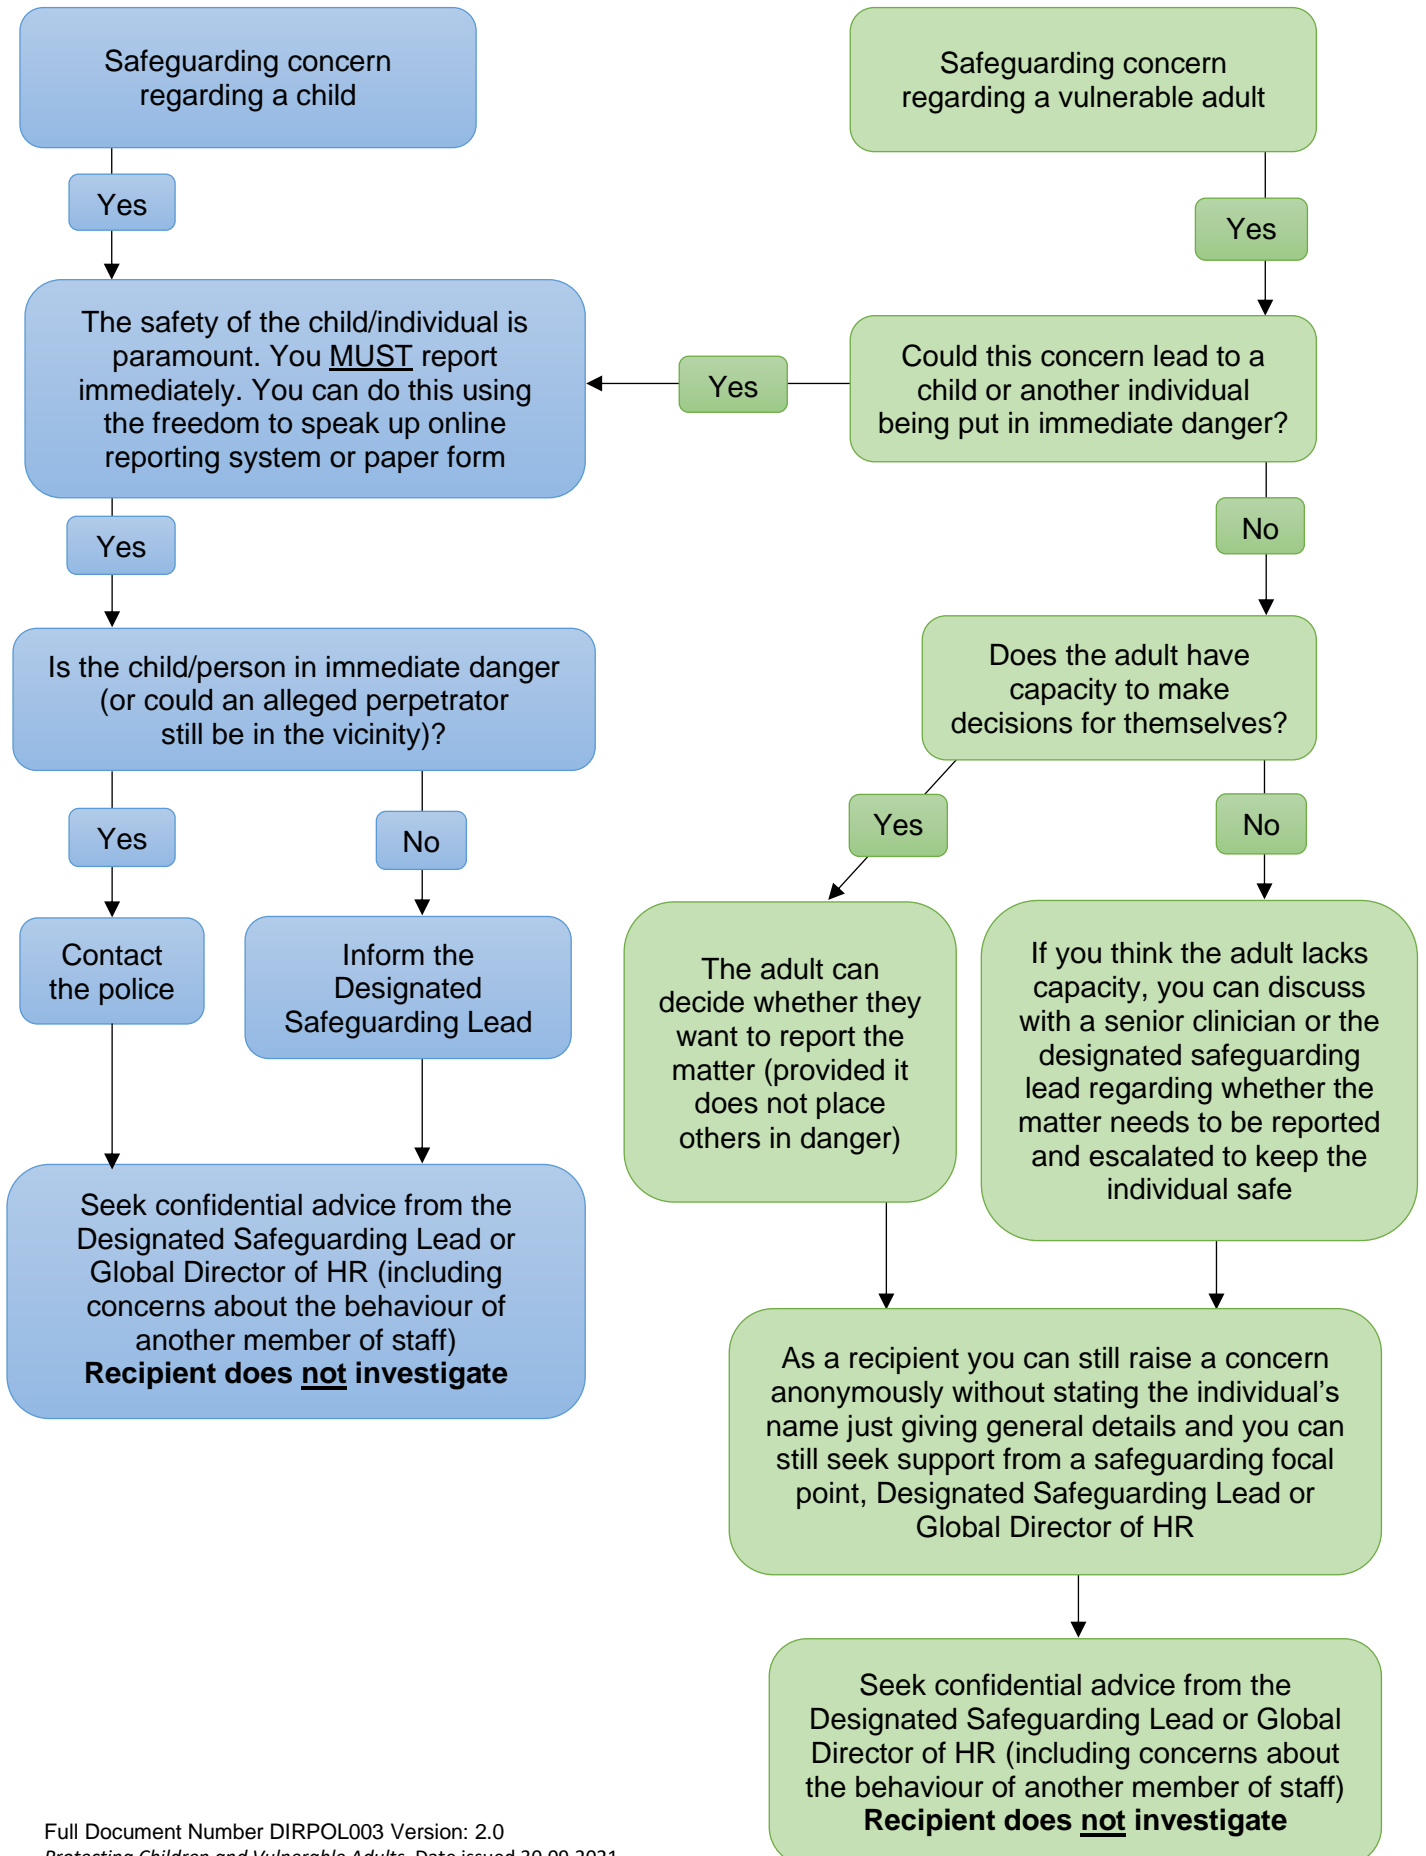 Safeguarding concern
regarding a child
Yes
The safety of the child/individual is
paramount. You MUST report
immediately. You can do this using
the freedom to speak up online
reporting system or paper form
Yes
Is the child/person in immediate danger
(or could an alleged perpetrator
still be in the vicinity)?
Yes
No
Contact
the police
Inform the
Designated
Safeguarding Lead
Seek confidential advice from the
Designated Safeguarding Lead or
Global Director of HR (including
concerns about the behaviour of
another member of staff)
Recipient does not investigate
Safeguarding concern
regarding a vulnerable adult
Yes
Could this concern lead to a
child or another individual
being put in immediate danger?
Yes
No
Does the adult have
capacity to make
decisions for themselves?
Yes
No
The adult can
decide whether they
want to report the
matter (provided it
does not place
others in danger)
If you think the adult lacks
capacity, you can discuss
with a senior clinician or the
designated safeguarding
lead regarding whether the
matter needs to be reported
and escalated to keep the
individual safe
As a recipient you can still raise a concern
anonymously without stating the individual’s
name just giving general details and you can
still seek support from a safeguarding focal
point, Designated Safeguarding Lead or
Global Director of HR
Seek confidential advice from the
Designated Safeguarding Lead or Global
Director of HR (including concerns about
the behaviour of another member of staff)
Recipient does not investigate
Full Document Number DIRPOL003 Version: 2.0
Protecting Children and Vulnerable Adults Date issued 30.09.2021